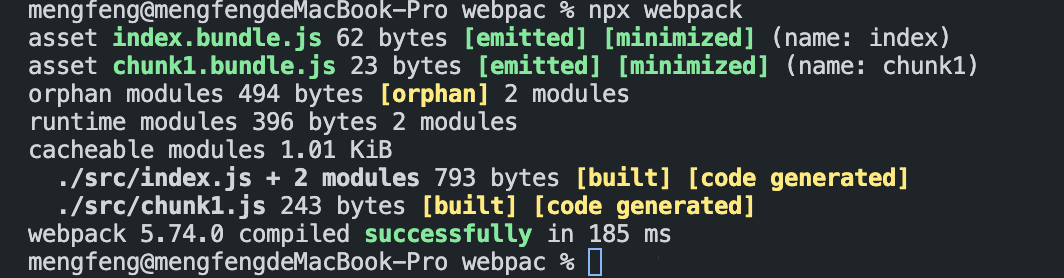 mengfeng@mengfengdeMacBook-Pro webpac % npx webpack
asset index.bundle.js 62 bytes [emitted] [minimized] (name: index)
asset chunk1.bundle.js 23 bytes [emitted] [minimized] (name: chunk1)
orphan modules 494 bytes [orphan] 2 modules
runtime modules 396 bytes 2 modules
cacheable modules 1.01 KiB
  ./src/index.js + 2 modules 793 bytes [built] [code generated]
  ./src/chunk1.js 243 bytes [built] [code generated]
webpack 5.74.0 compiled successfully in 185 ms
mengfeng@mengfengdeMacBook-Pro webpac %